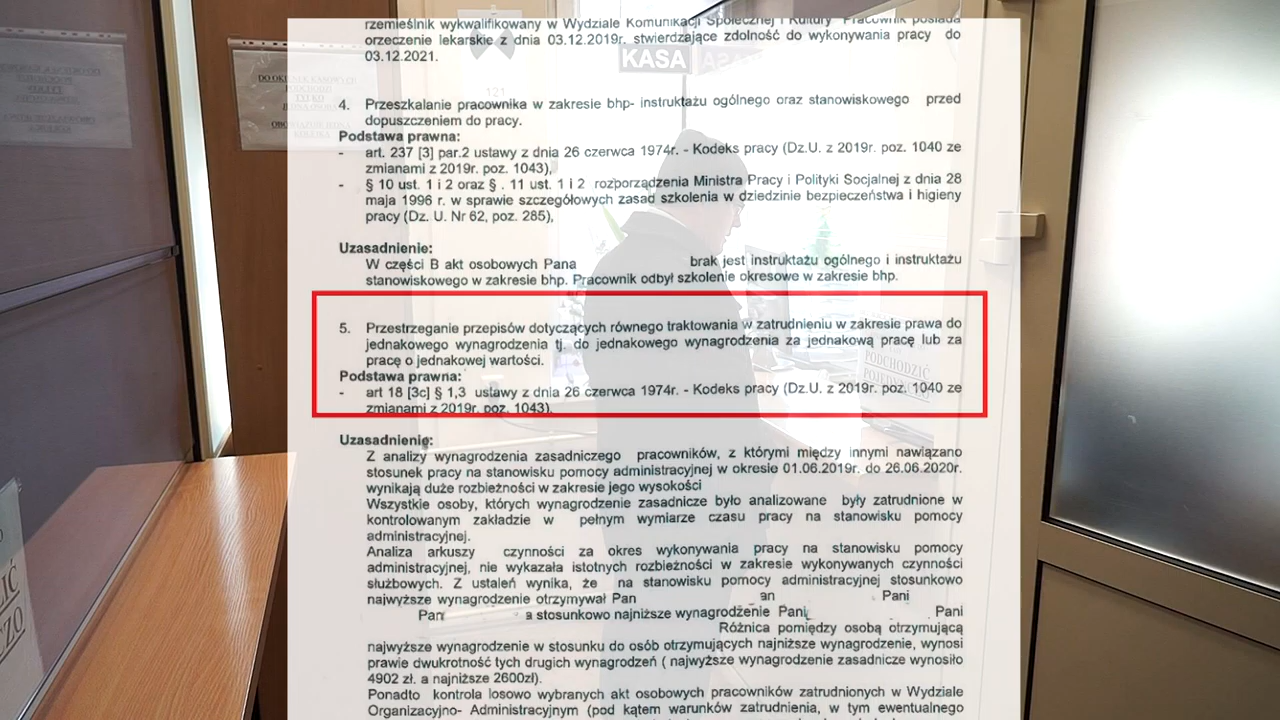 rzemieślnik wykwalifikowany w Wydziale Komunikacji Społecznej i Kultury Pracownik posiada
orzeczenie lekarskie z dnia 03.12.2019r. stwierdzające zdolność do wykonywania pracy do
03.12.2021.
KASA
121
4. Przeszkalanie pracownika w zakresie bhp- instruktażu ogólnego oraz stanowiskowego przed
dopuszczeniem do pracy.
Podstawa prawna:
- art. 237 [3] par.2 ustawy z dnia 26 czerwca 1974r. - Kodeks pracy (Dz.U. z 2019r. poz. 1040 ze
zmianami z 2019r. poz. 1043),
- § 10 ust. 1 i 2 oraz § . 11 ust. 1 i 2 rozporządzenia Ministra Pracy i Polityki Socjalnej z dnia 28
maja 1996 r. w sprawie szczegółowych zasad szkolenia w dziedzinie bezpieczeństwa i higieny
pracy (Dz. U. Nr 62, poz. 285),
Uzasadnienie:
W części B akt osobowych Pana brak jest instruktażu ogólnego i instruktażu
stanowiskowego w zakresie bhp. Pracownik odbył szkolenie okresowe w zakresie bhp.
5. Przestrzeganie przepisów dotyczących równego traktowania w zatrudnieniu w zakresie prawa do
jednakowego wynagrodzenia tj. do jednakowego wynagrodzenia za jednakową pracę lub za
pracę o jednakowej wartości.
Podstawa prawna:
- art 18 [3c] § 1,3 ustawy z dnia 26 czerwca 1974r. - Kodeks pracy (Dz.U. z 2019r. poz. 1040 ze
zmianami z 2019r. poz. 1043).
PODCHODZIĆ
Uzasadnienie:
Z analizy wynagrodzenia zasadniczego pracowników, z którymi między innymi nawiązano
stosunek pracy na stanowisku pomocy administracyjnej w okresie 01.06.2019r. do 26.06.2020r.
wynikają duże rozbieżności w zakresie jego wysokości
Wszystkie osoby, których wynagrodzenie zasadnicze było analizowane były zatrudnione w
kontrolowanym zakładzie w pełnym wymiarze czasu pracy na stanowisku pomocy
administracyjnej.
Analiza arkuszy czynności za okres wykonywania pracy na stanowisku pomocy
administracyjnej, nie wykazała istotnych rozbieżności w zakresie wykonywanych czynności
służbowych. Z ustaleń wynika, że na stanowisku pomocy administracyjnej stosunkowo
najwyższe wynagrodzenie otrzymywał Pan an Pani
Pan a stosunkowo najniższe wynagrodzenie Pani Pani
Różnica pomiędzy osobą otrzymującą
najwyższe wynagrodzenie w stosunku do osób otrzymujących najniższe wynagrodzenie, wynosi
prawie dwukrotność tych drugich wynagrodzeń ( najwyższe wynagrodzenie zasadnicze wynosiło
4902 zł. a najniższe 2600zł).
Ponadto kontrola losowo wybranych akt osobowych pracowników zatrudnionych w Wydziale
Organizacyjno- Administracyjnym (pod kątem warunków zatrudnienia, w tym ewentualnego